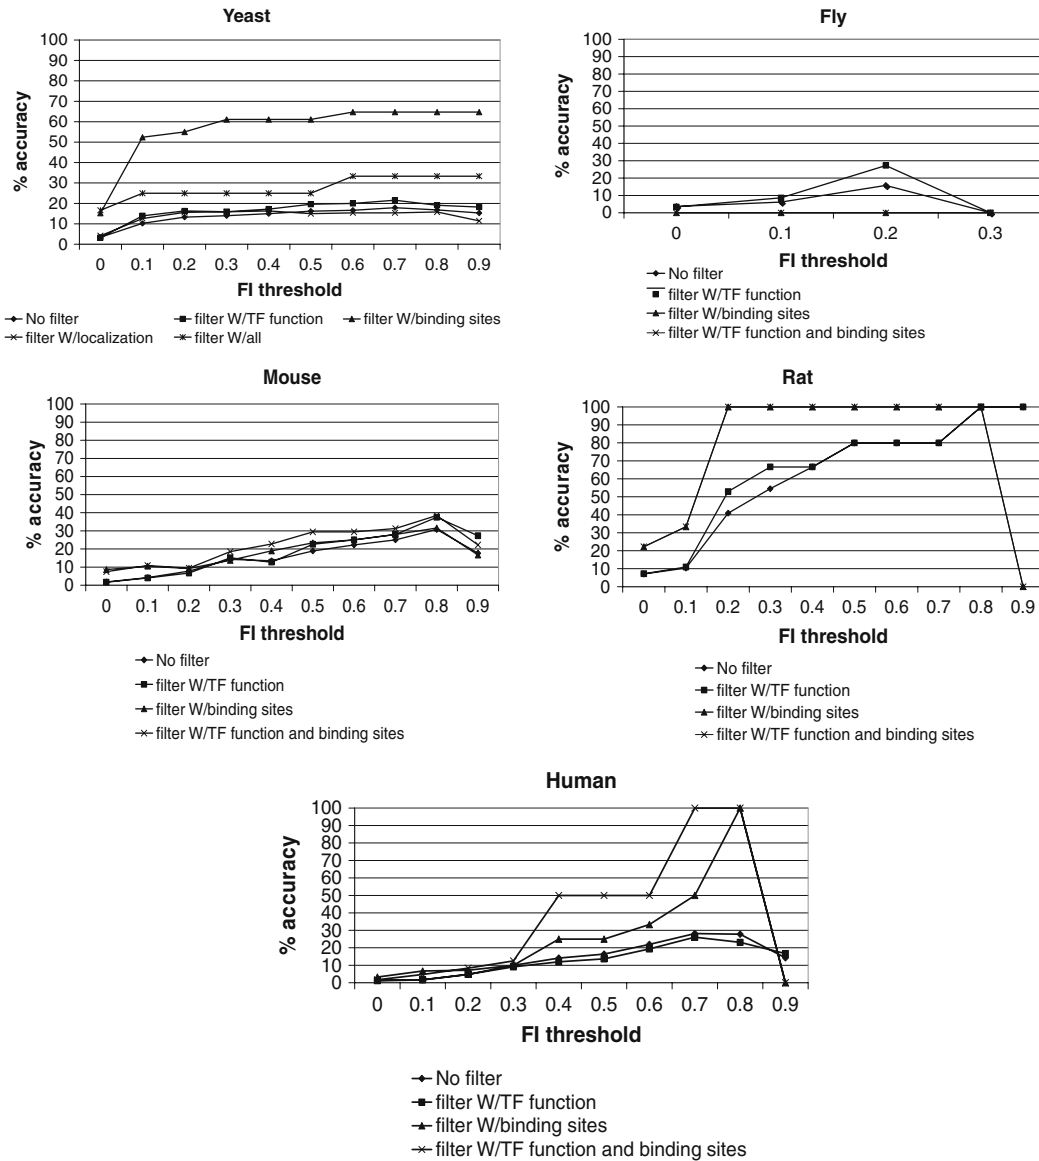 Yeast
% accuracy
100
90
80
70
60
50
40
30
20
10
0
0 0.1 0.2 0.3 0.4 0.5 0.6 0.7 0.8 0.9
FI threshold
No filter filter W/TF function filter W/binding sites
filter W/localization filter W/all
Fly
% accuracy
100
90
80
70
60
50
40
30
20
10
0
0 0.1 0.2 0.3
FI threshold
No filter
filter W/TF function
filter W/binding sites
filter W/TF function and binding sites
Mouse
% accuracy
100
90
80
70
60
50
40
30
20
10
0
0 0.1 0.2 0.3 0.4 0.5 0.6 0.7 0.8 0.9
FI threshold
No filter
filter W/TF function
filter W/binding sites
filter W/TF function and binding sites
Rat
% accuracy
100
90
80
70
60
50
40
30
20
10
0
0 0.1 0.2 0.3 0.4 0.5 0.6 0.7 0.8 0.9
FI threshold
No filter
filter W/TF function
filter W/binding sites
filter W/TF function and binding sites
Human
% accuracy
100
90
80
70
60
50
40
30
20
10
0
0 0.1 0.2 0.3 0.4 0.5 0.6 0.7 0.8 0.9
FI threshold
No filter
filter W/TF function
filter W/binding sites
filter W/TF function and binding sites